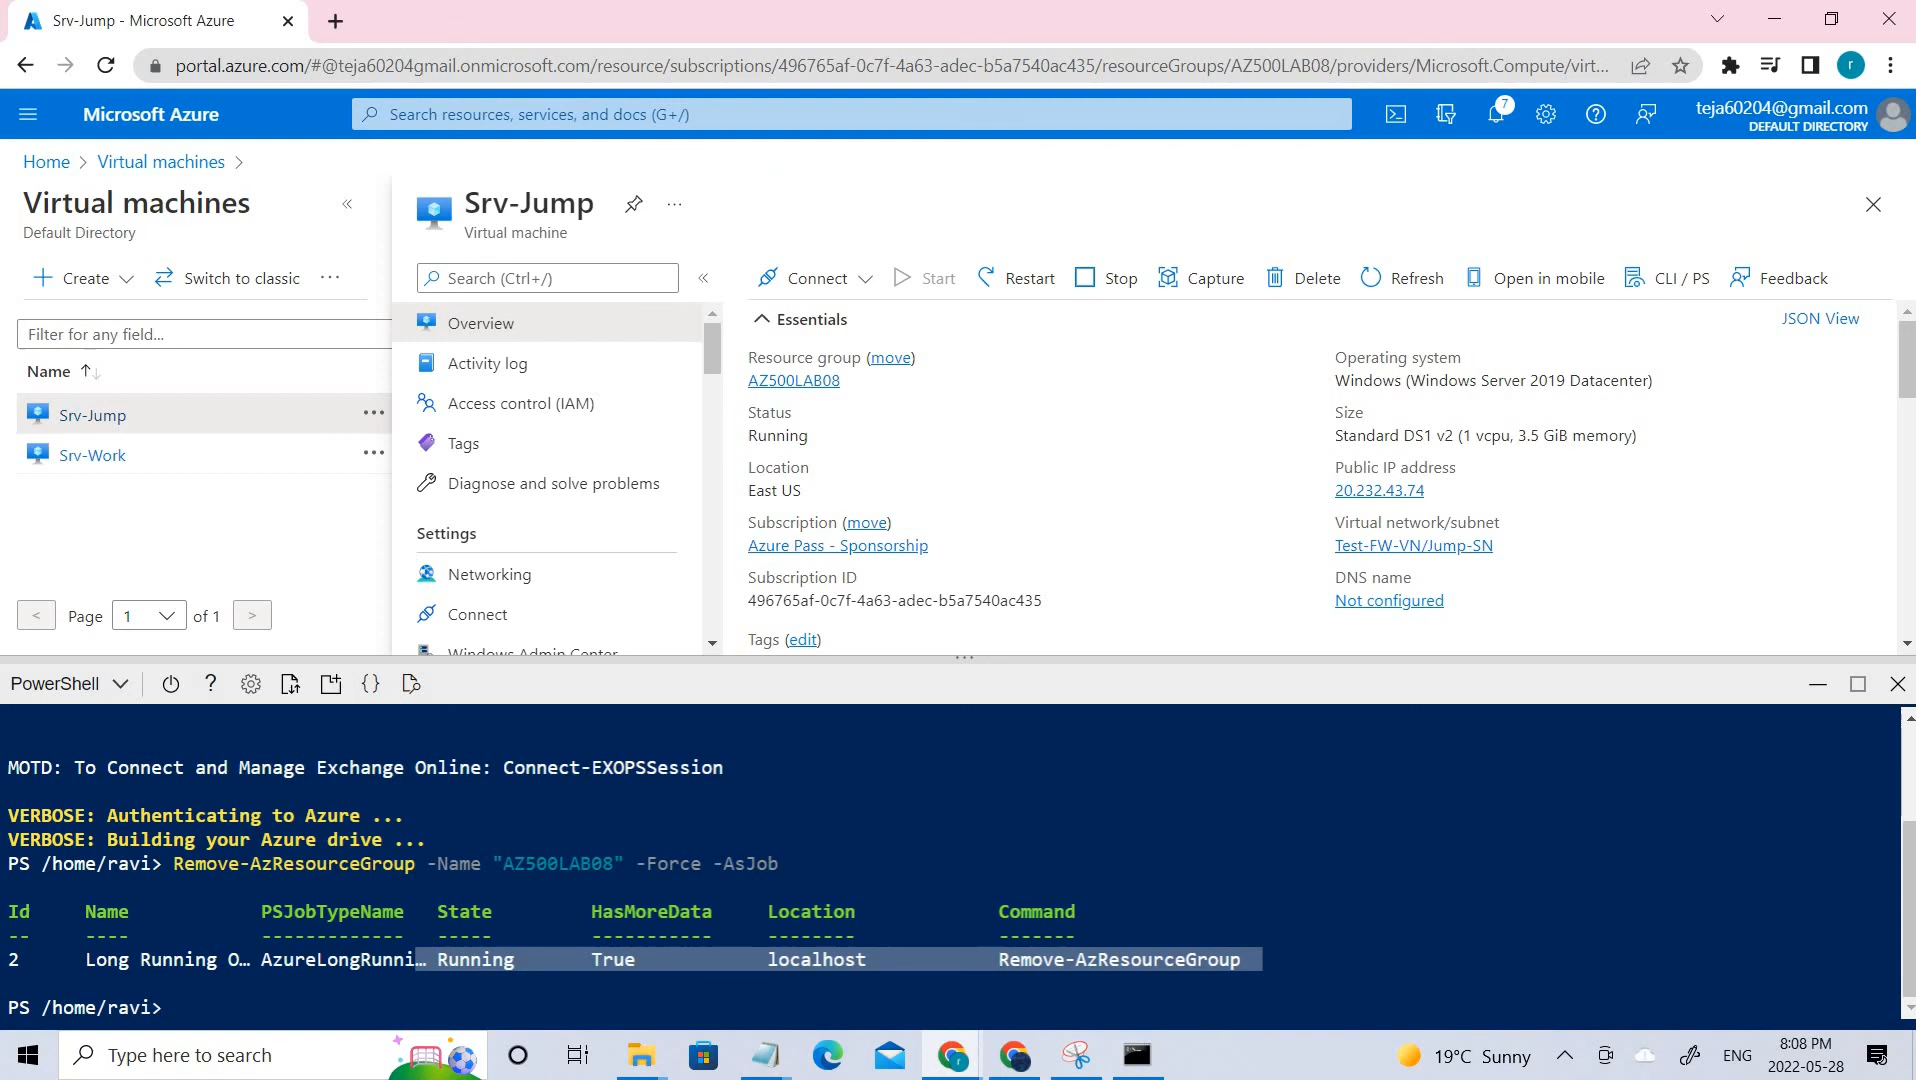 Srv-Jump - Microsoft Azure
portal.azure.com/#@teja60204gmail.onmicrosoft.com/resource/subscriptions/496765af-0c7f-4a63-adec-b5a7540ac435/resourceGroups/AZ500LAB08/providers/Microsoft.Compute/virt...
r
Microsoft Azure
Search resources, services, and docs (G+/)
7
teja60204@gmail.com
DEFAULT DIRECTORY
Home > Virtual machines >
Virtual machines
Default Directory
Create
Switch to classic
Filter for any field...
Name
Srv-Jump
Srv-Work
< Page 1 of 1 >
Srv-Jump
Virtual machine
Search (Ctrl+/)
Overview
Activity log
Access control (IAM)
Tags
Diagnose and solve problems
Settings
Networking
Connect
Windows Admin Center
Connect Start Restart Stop Capture Delete Refresh Open in mobile CLI / PS Feedback
Essentials
JSON View
Resource group (move)
AZ500LAB08
Status
Running
Location
East US
Subscription (move)
Azure Pass - Sponsorship
Subscription ID
496765af-0c7f-4a63-adec-b5a7540ac435
Tags (edit)
Operating system
Windows (Windows Server 2019 Datacenter)
Size
Standard DS1 v2 (1 vcpu, 3.5 GiB memory)
Public IP address
20.232.43.74
Virtual network/subnet
Test-FW-VN/Jump-SN
DNS name
Not configured
PowerShell ? {}
MOTD: To Connect and Manage Exchange Online: Connect-EXOPSSession
VERBOSE: Authenticating to Azure ...
VERBOSE: Building your Azure drive ...
PS /home/ravi> Remove-AzResourceGroup -Name "AZ500LAB08" -Force -AsJob
Id Name PSJobTypeName State HasMoreData Location Command
-- ---- ------------- ----- ----------- -------- -------
2 Long Running O… AzureLongRunni… Running True localhost Remove-AzResourceGroup
PS /home/ravi>
Type here to search
19°C Sunny
ENG
8:08 PM
2022-05-28